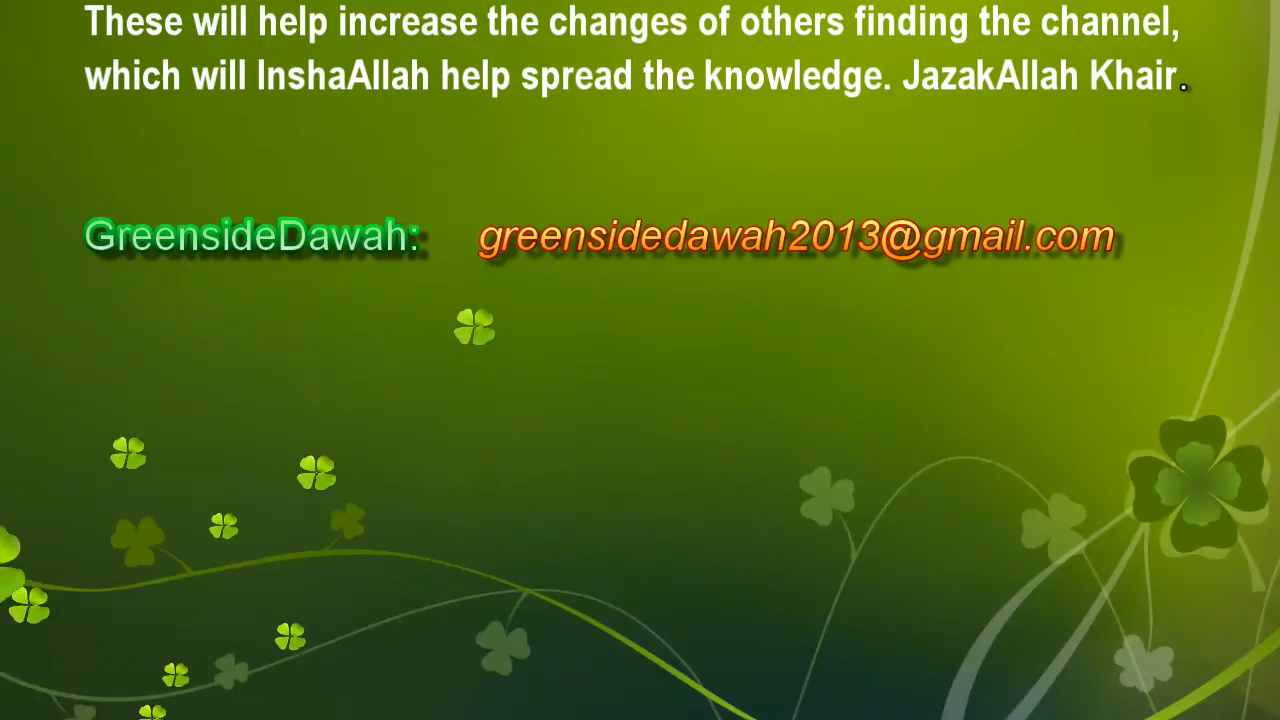 These will help increase the changes of others finding the channel,
which will InshaAllah help spread the knowledge. JazakAllah Khair.
GreensideDawah: greensidedawah2013@gmail.com